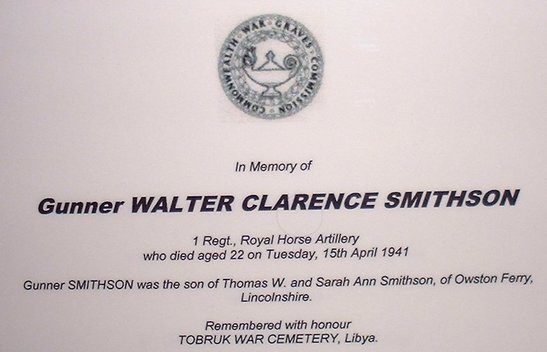 COMMONWEALTH · WAR · GRAVES · COMMISSION
In Memory of
Gunner WALTER CLARENCE SMITHSON
1 Regt., Royal Horse Artillery
who died aged 22 on Tuesday, 15th April 1941
Gunner SMITHSON was the son of Thomas W. and Sarah Ann Smithson, of Owston Ferry,
Lincolnshire.
Remembered with honour
TOBRUK WAR CEMETERY, Libya.